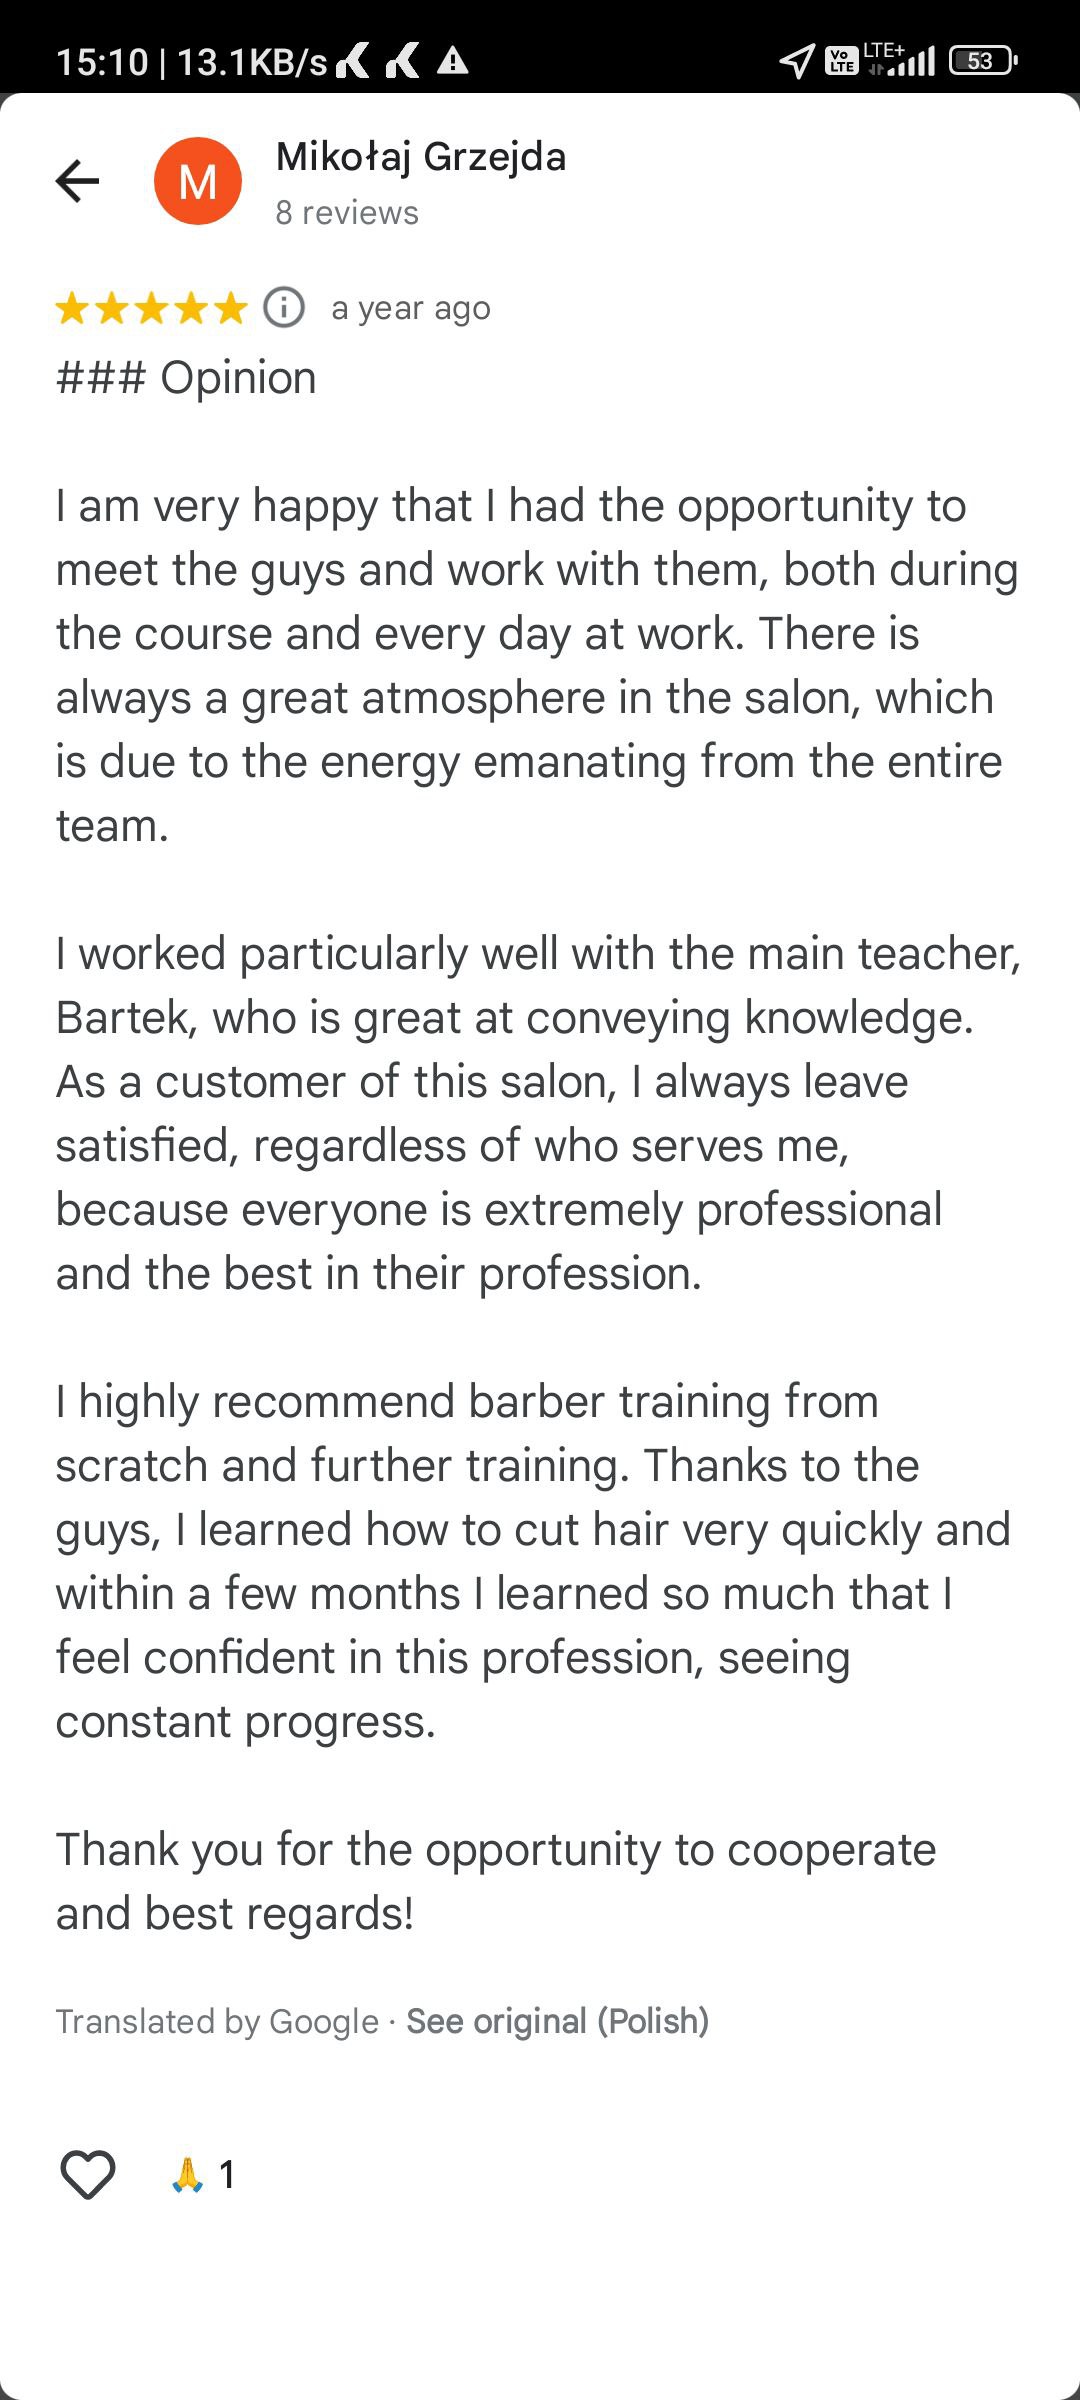 15:10 | 13.1KB/s
Vo LTE LTE+ 53
Mikołaj Grzejda
M
8 reviews
a year ago
### Opinion
I am very happy that I had the opportunity to
meet the guys and work with them, both during
the course and every day at work. There is
always a great atmosphere in the salon, which
is due to the energy emanating from the entire
team.
I worked particularly well with the main teacher,
Bartek, who is great at conveying knowledge.
As a customer of this salon, I always leave
satisfied, regardless of who serves me,
because everyone is extremely professional
and the best in their profession.
I highly recommend barber training from
scratch and further training. Thanks to the
guys, I learned how to cut hair very quickly and
within a few months I learned so much that I
feel confident in this profession, seeing
constant progress.
Thank you for the opportunity to cooperate
and best regards!
Translated by Google · See original (Polish)
🙏 1